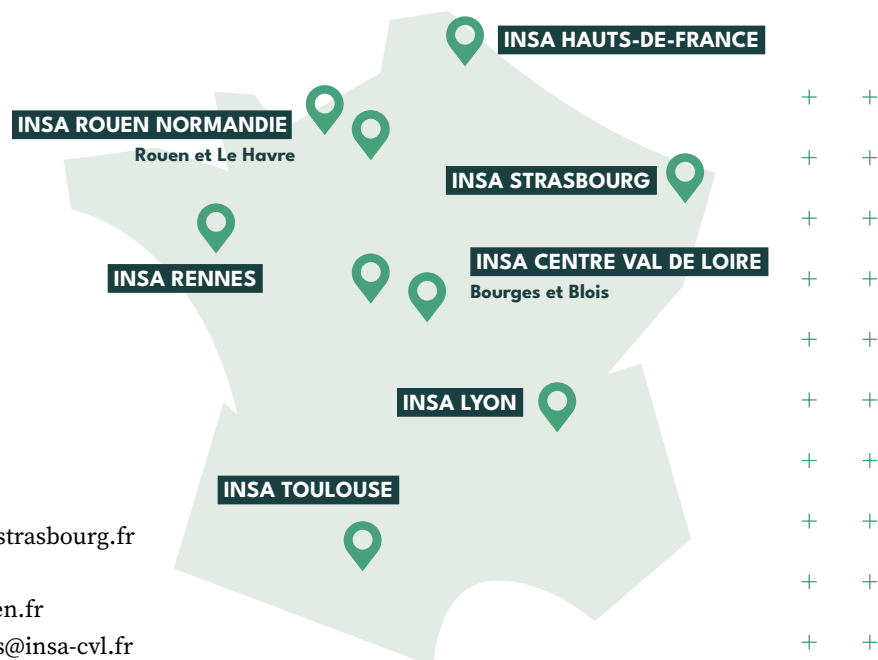 INSA HAUTS-DE-FRANCE
INSA ROUEN NORMANDIE
Rouen et Le Havre
INSA STRASBOURG
INSA CENTRE VAL DE LOIRE
Bourges et Blois
INSA RENNES
INSA LYON
INSA TOULOUSE
strasbourg.fr
en.fr
s@insa-cvl.fr